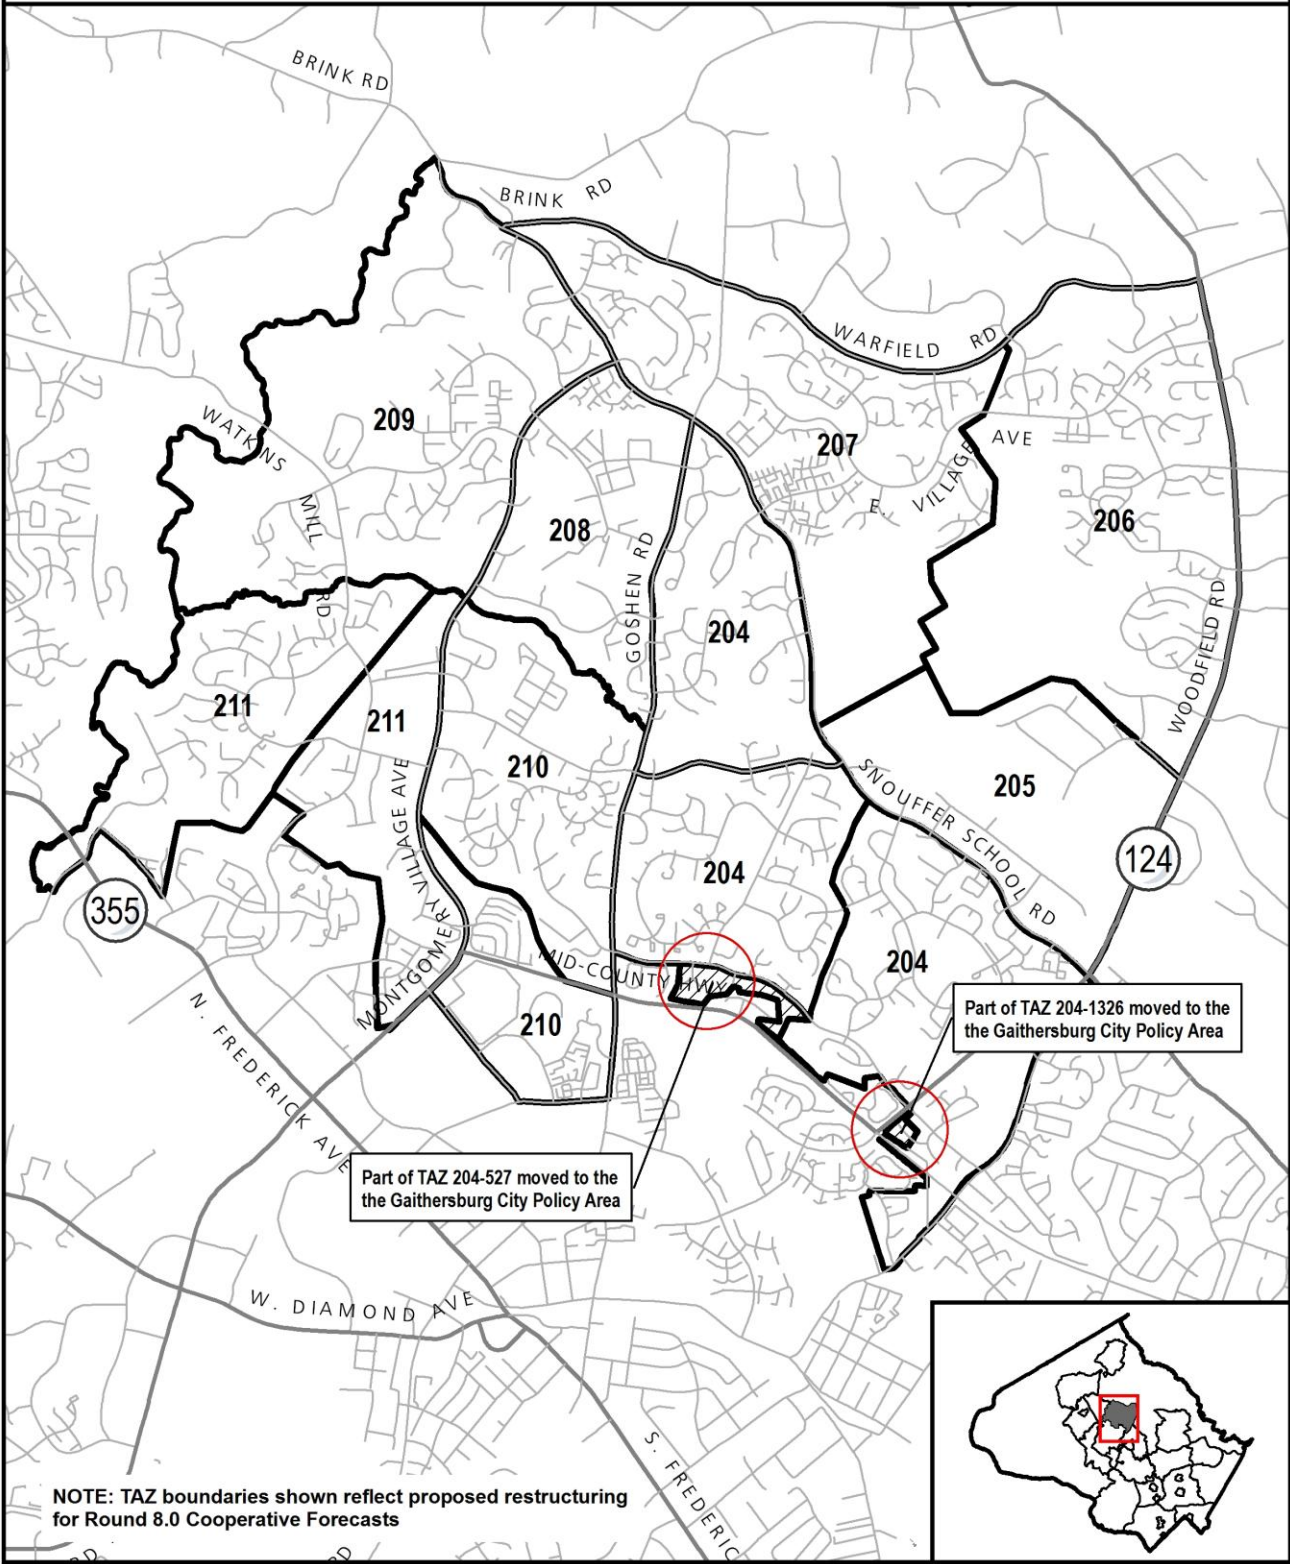 BRINK RD
BRINK RD
WARFIELD RD
209
WATKINS MILL RD
207
E. VILLAGE AVE
206
208
GOSHEN RD
204
WOODFIELD RD
211
211
210
SNOUFFER SCHOOL RD
205
MONTGOMERY VILLAGE AVE
204
124
355
204
MID-COUNTY HWY
210
Part of TAZ 204-1326 moved to the
the Gaithersburg City Policy Area
N. FREDERICK AVE
Part of TAZ 204-527 moved to the
the Gaithersburg City Policy Area
W. DIAMOND AVE
S. FREDERIC
NOTE: TAZ boundaries shown reflect proposed restructuring
for Round 8.0 Cooperative Forecasts
RD
RD